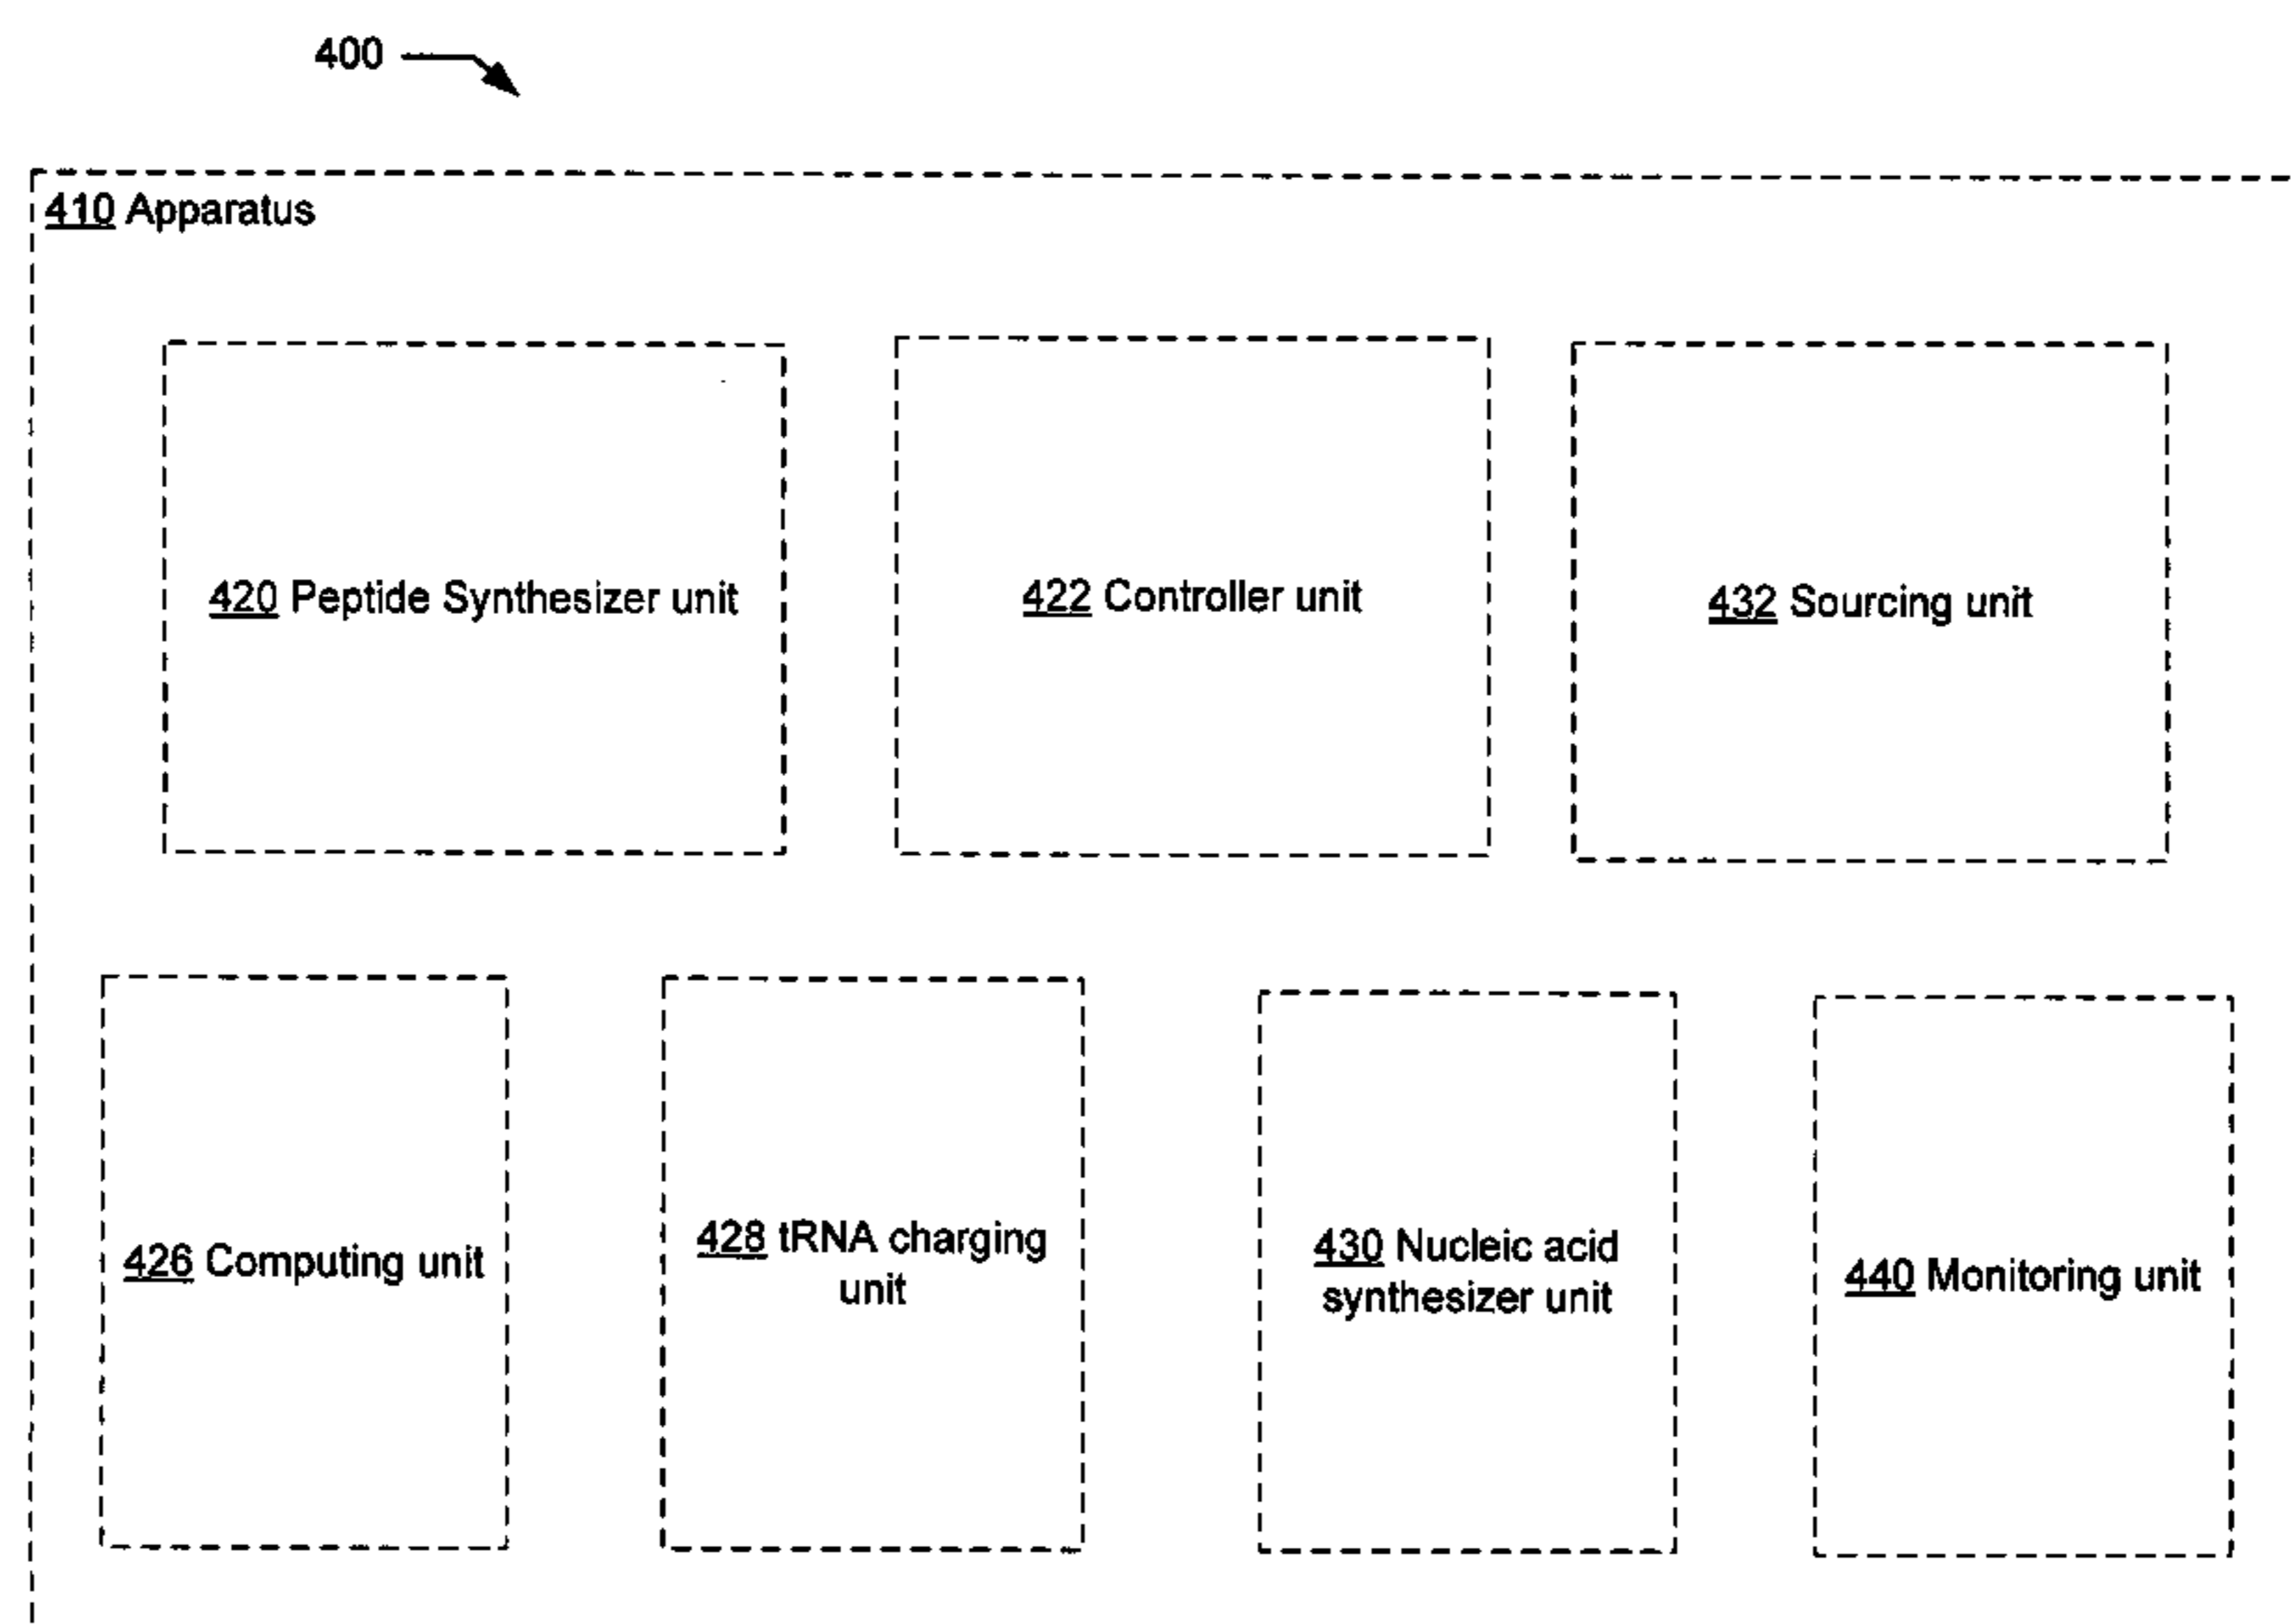 400
410 Apparatus
420 Peptide Synthesizer unit
422 Controller unit
432 Sourcing unit
426 Computing unit
428 tRNA charging
unit
430 Nucleic acid
synthesizer unit
440 Monitoring unit